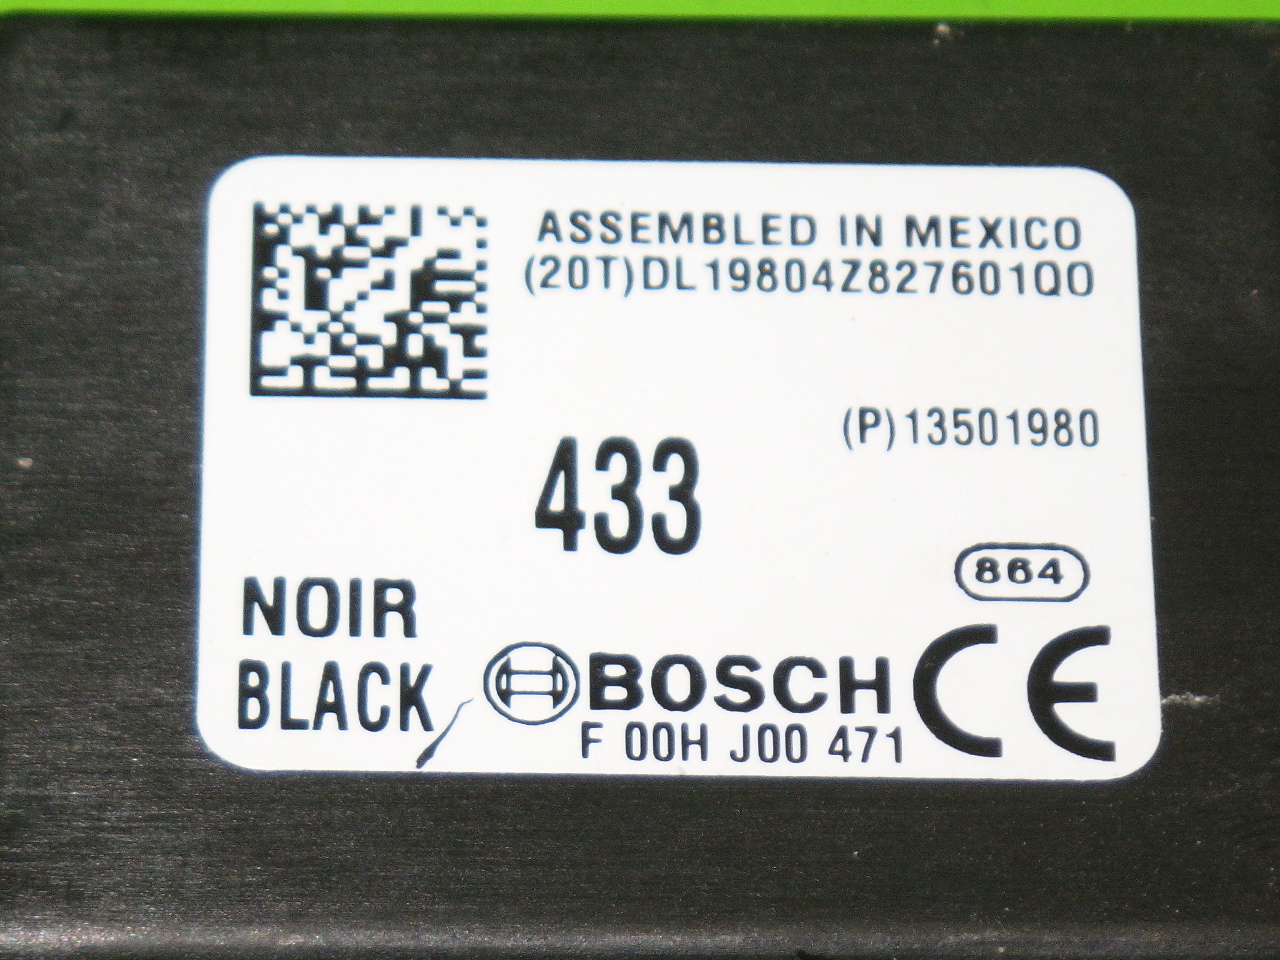 ASSEMBLED IN MEXICO
(20T)DL19804Z827601Q0
(P)13501980
433
864
NOIR
BLACK
BOSCH
CE
F 00H J00 471